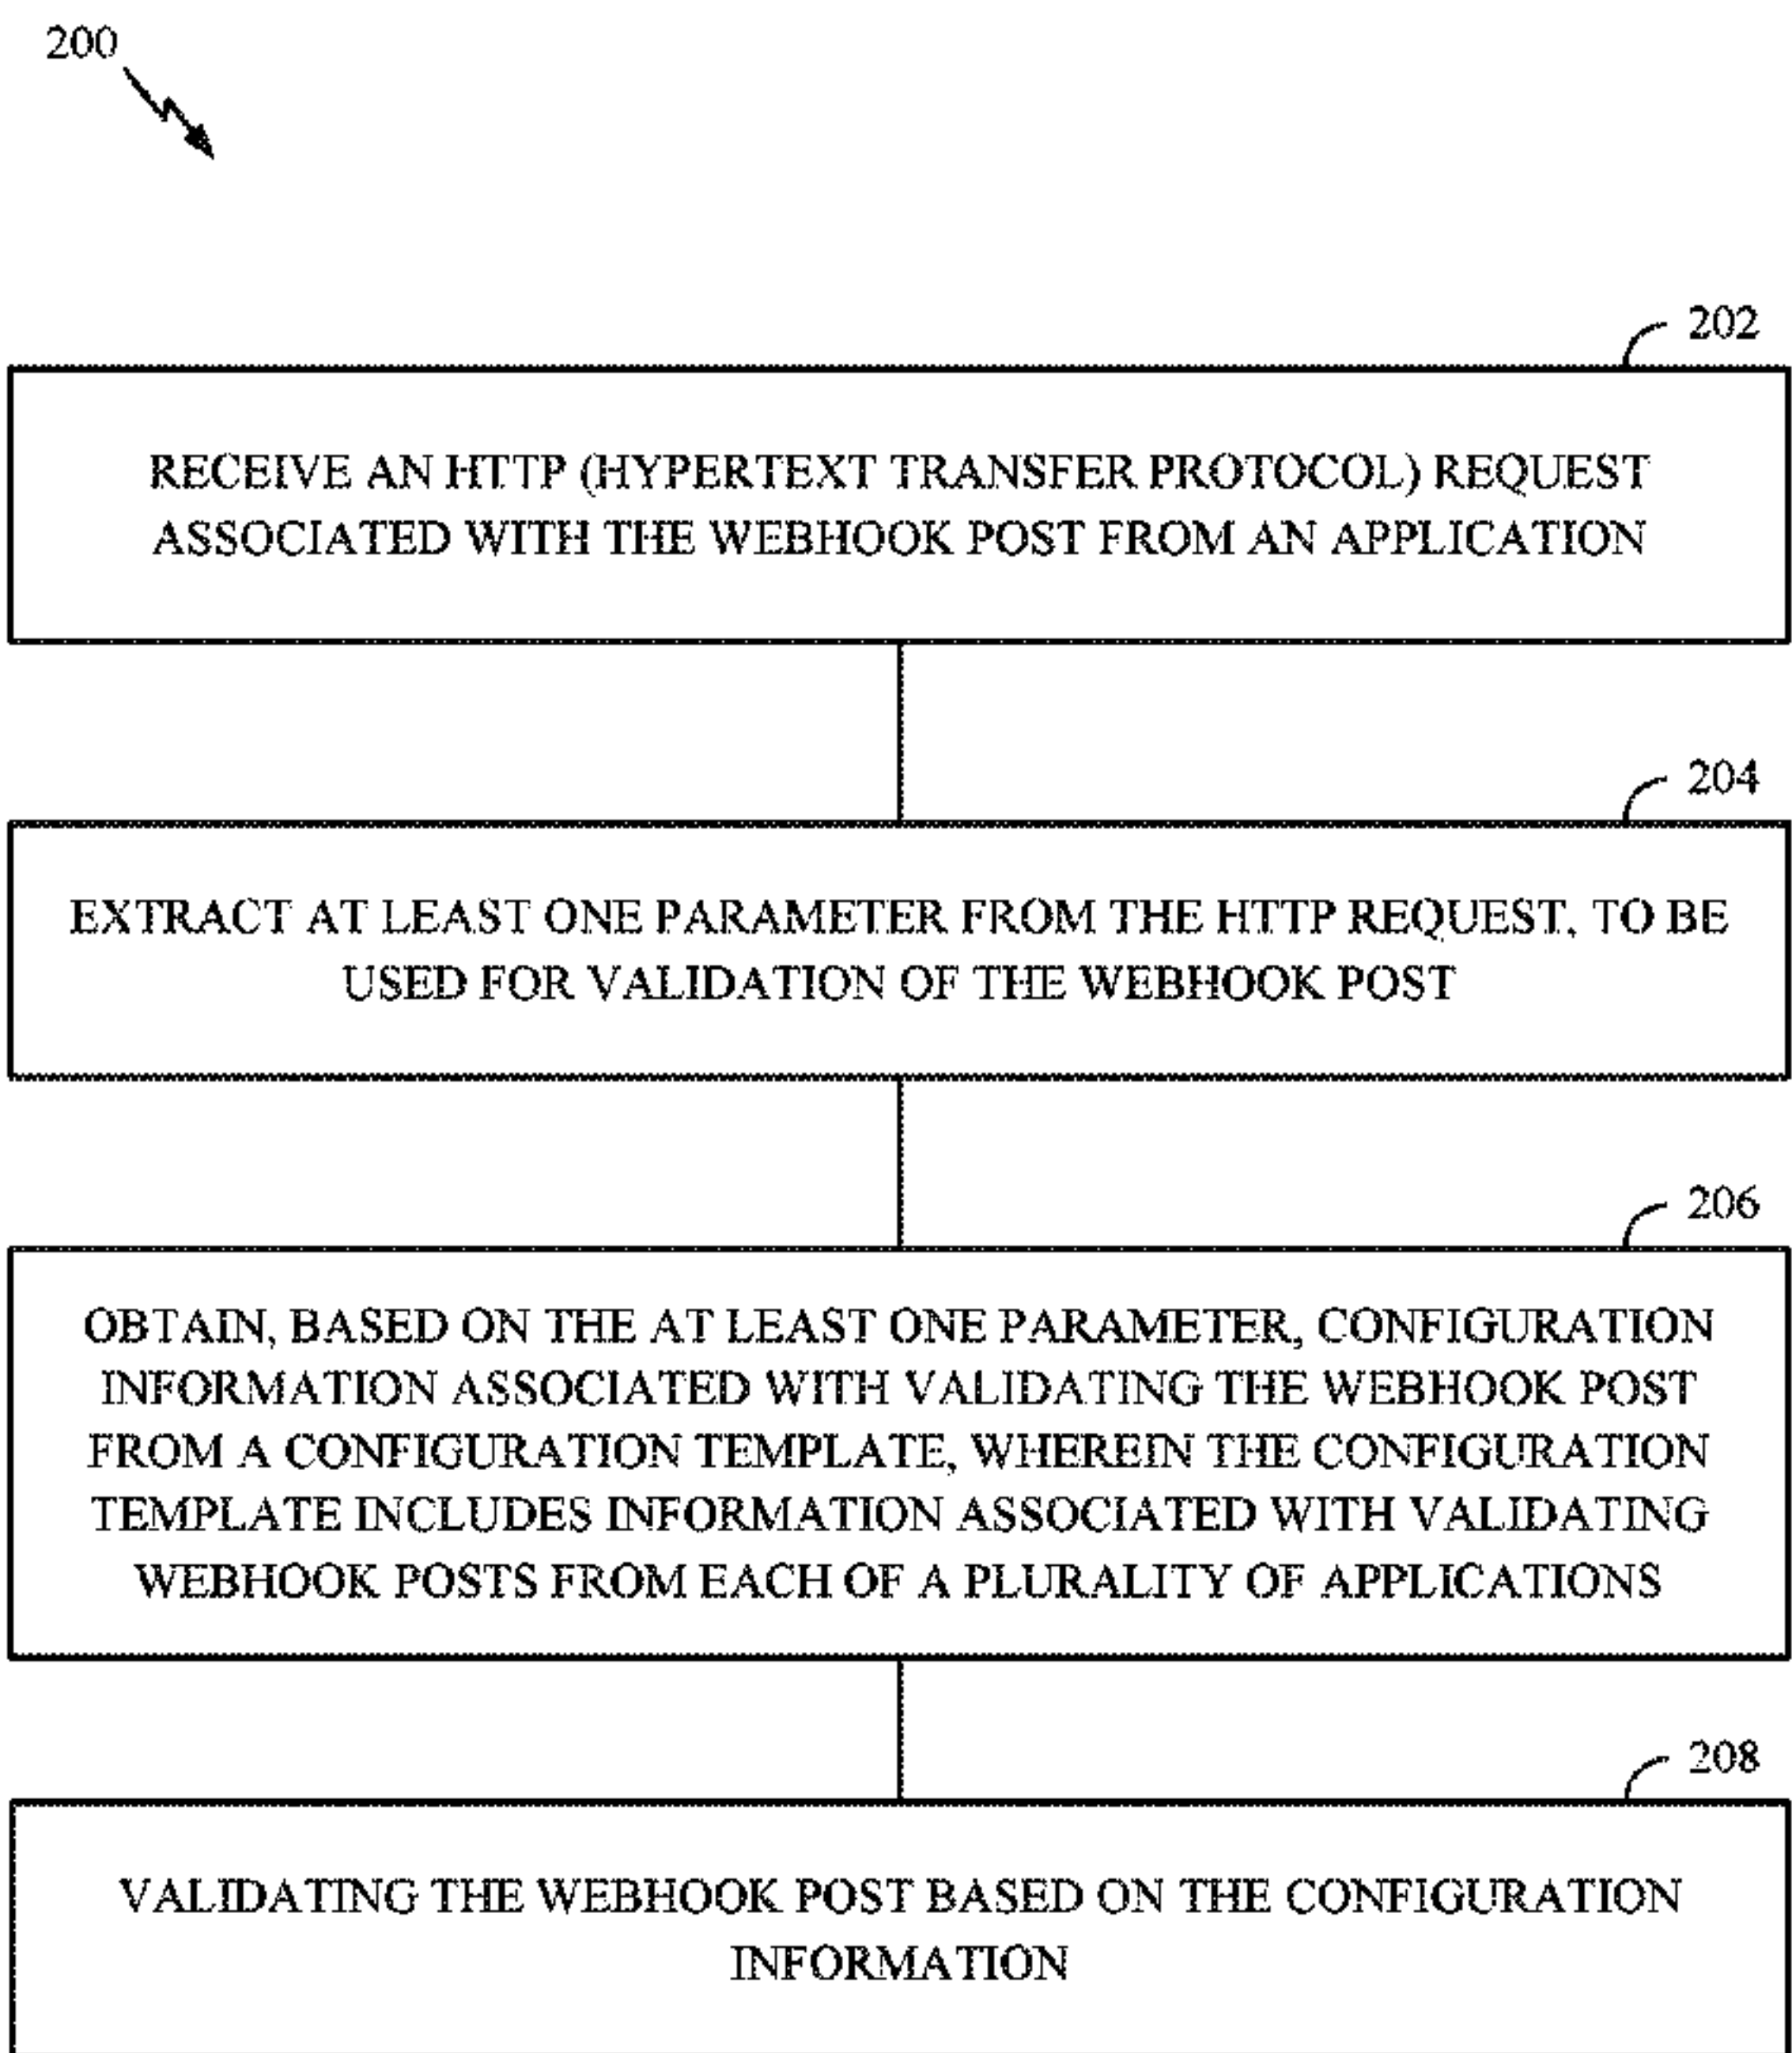 200
202
RECEIVE AN HTTP (HYPERTEXT TRANSFER PROTOCOL) REQUEST
ASSOCIATED WITH THE WEBHOOK POST FROM AN APPLICATION
204
EXTRACT AT LEAST ONE PARAMETER FROM THE HTTP REQUEST, TO BE
USED FOR VALIDATION OF THE WEBHOOK POST
206
OBTAIN, BASED ON THE AT LEAST ONE PARAMETER, CONFIGURATION
INFORMATION ASSOCIATED WITH VALIDATING THE WEBHOOK POST
FROM A CONFIGURATION TEMPLATE, WHEREIN THE CONFIGURATION
TEMPLATE INCLUDES INFORMATION ASSOCIATED WITH VALIDATING
WEBHOOK POSTS FROM EACH OF A PLURALITY OF APPLICATIONS
208
VALIDATING THE WEBHOOK POST BASED ON THE CONFIGURATION
INFORMATION